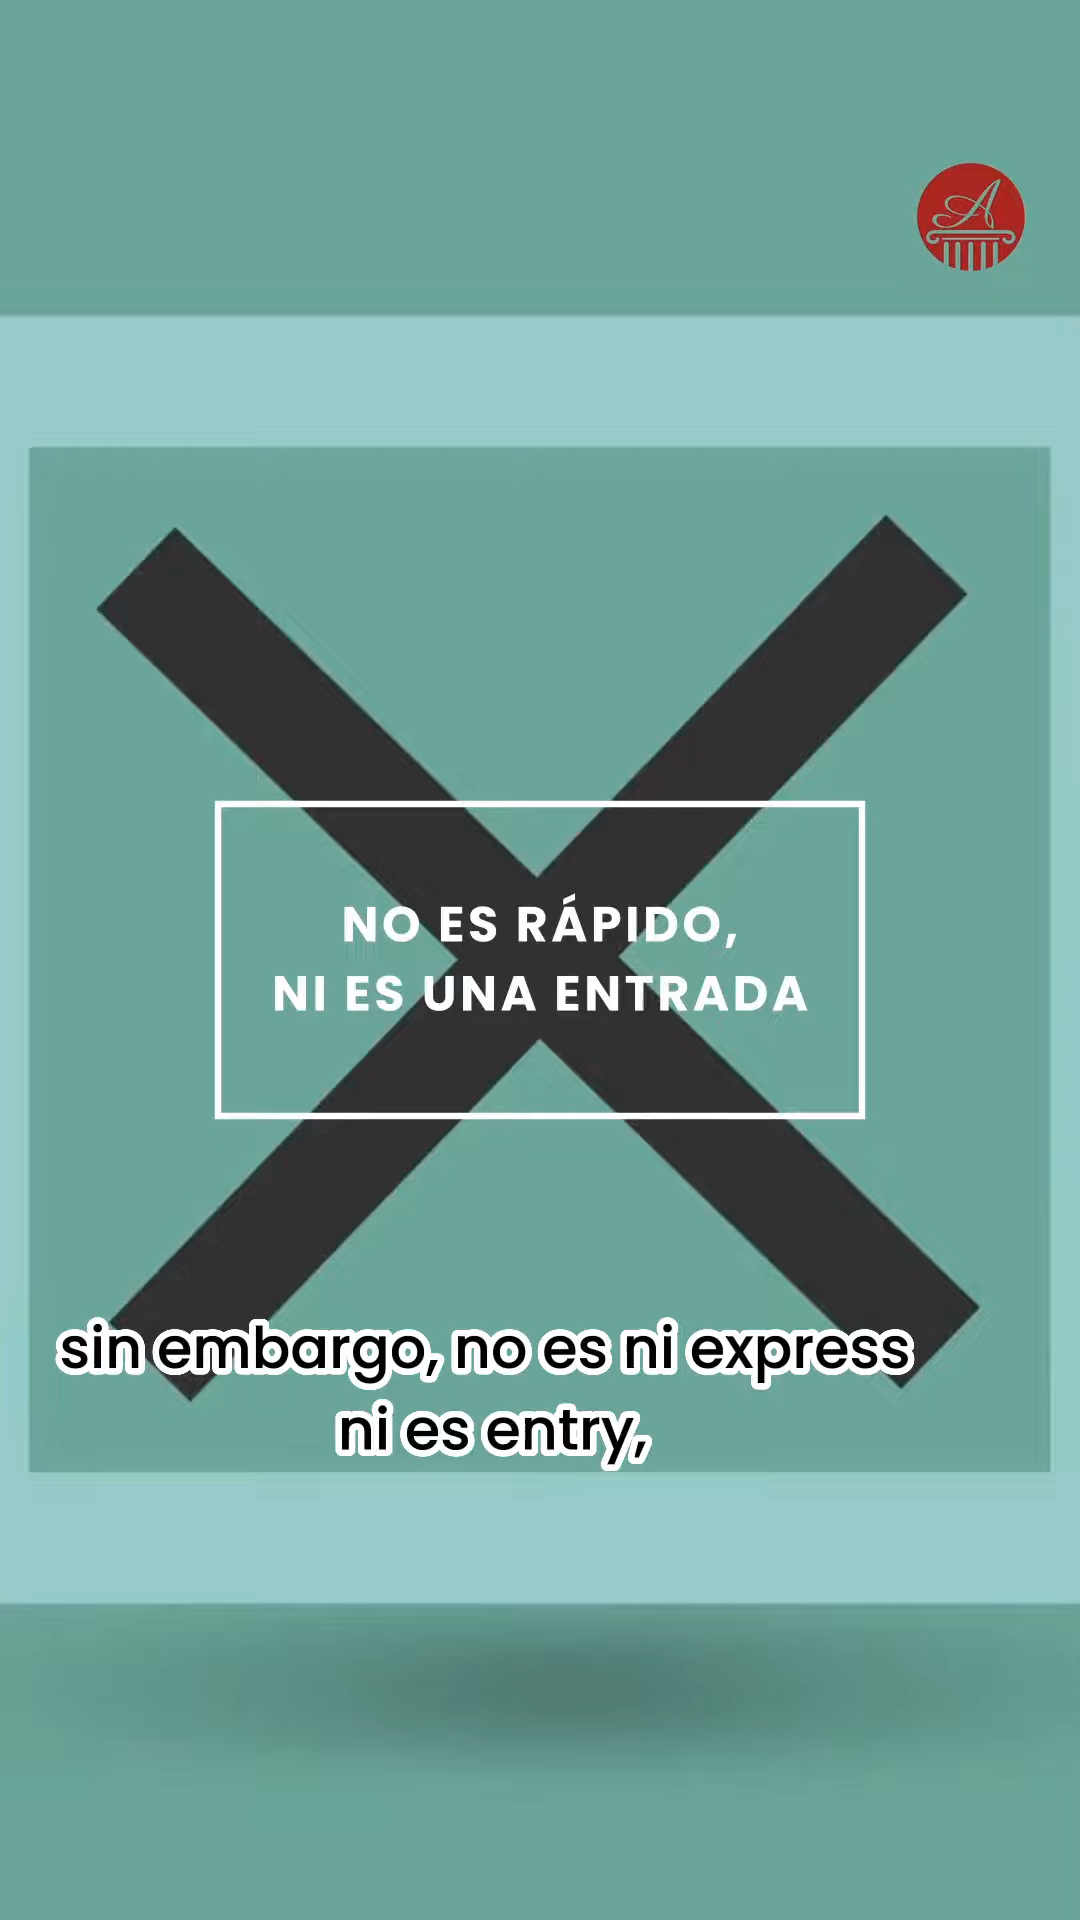 A
NO ES RÁPIDO,
NI ES UNA ENTRADA
sin embargo, no es ni express
ni es entry,